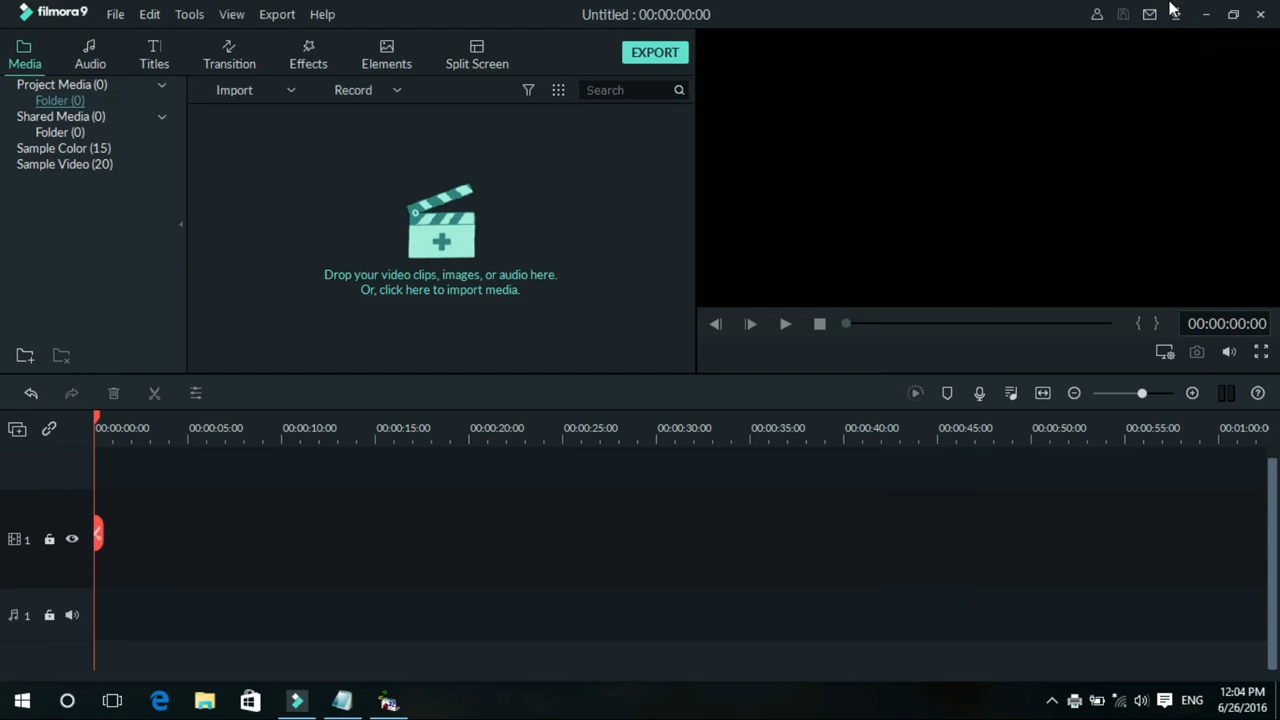 filmora9 File Edit Tools View Export Help Untitled : 00:00:00:00
Media Audio Titles Transition Effects Elements Split Screen EXPORT
Project Media (0)
Folder (0)
Shared Media (0)
Folder (0)
Sample Color (15)
Sample Video (20)
Import Record Search
Drop your video clips, images, or audio here.
Or, click here to import media.
00:00:00:00
00:00:00:00 00:00:05:00 00:00:10:00 00:00:15:00 00:00:20:00 00:00:25:00 00:00:30:00 00:00:35:00 00:00:40:00 00:00:45:00 00:00:50:00 00:00:55:00 00:01:00:0
1
1
ENG
12:04 PM
6/26/2016